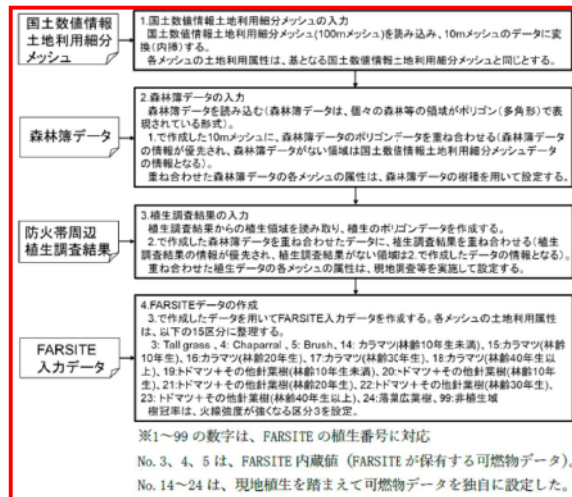 国土数値情報
土地利用細分
メッシュ
1.国土数値情報土地利用細分メッシュの入力
国土数値情報土地利用細分メッシュ(100mメッシュ)を読み込み、10mメッシュのデータに変
換(内挿)する。
各メッシュの土地利用属性は、基となる国土数値情報土地利用細分メッシュと同じとする。
森林簿データ
2.森林簿データの入力
森林簿データを読み込む(森林簿データは、個々の森林等の領域がポリゴン(多角形)で
表現されている形式)。
1.で作成した10mメッシュに、森林簿データのポリゴンデータを重ね合わせる(森林簿データ
の情報が優先され、森林簿データがない領域は国土数値情報土地利用細分メッシュデータ
の情報となる)。
重ね合わせた森林簿データの各メッシュの属性は、森林簿データの樹種を用いて設定する。
防火帯周辺
植生調査結果
3.植生調査結果の入力
植生調査結果からの植生領域を読み取り、植生のポリゴンデータを作成する。
2.で作成した森林簿データを重ね合わせたデータに、植生調査結果を重ね合わせる(植生
調査結果の情報が優先され、植生調査結果がない領域は2.で作成したデータの情報となる)。
重ね合わせた植生データの各メッシュの属性は、現地調査等を実施して設定する。
FARSITE
入力データ
4.FARSITEデータの作成
3.で作成したデータを用いてFARSITE入力データを作成する。各メッシュの土地利用属性
は、以下の15区分に整理する。
3: Tall grass、4: Chaparral、5: Brush、14: カラマツ(林齢10年生未満)、15:カラマツ(林齢
10年生)、16:カラマツ(林齢20年生)、17:カラマツ(林齢30年生)、18:カラマツ(林齢40年生以
上)、19:トドマツ+その他針葉樹(林齢10年生未満)、20:トドマツ+その他針葉樹(林齢10年
生)、21:トドマツ+その他針葉樹(林齢20年生)、22:トドマツ+その他針葉樹(林齢30年生)、
23: トドマツ+その他針葉樹(林齢40年生以上)、24:落葉広葉樹、99:非植生域
樹冠率は、火線強度が強くなる区分3を設定。
※1~99 の数字は、FARSITE の植生番号に対応
No. 3、4、5 は、FARSITE 内蔵値(FARSITE が保有する可燃物データ)。
No. 14~24 は、現地植生を踏まえて可燃物データを独自に設定した。